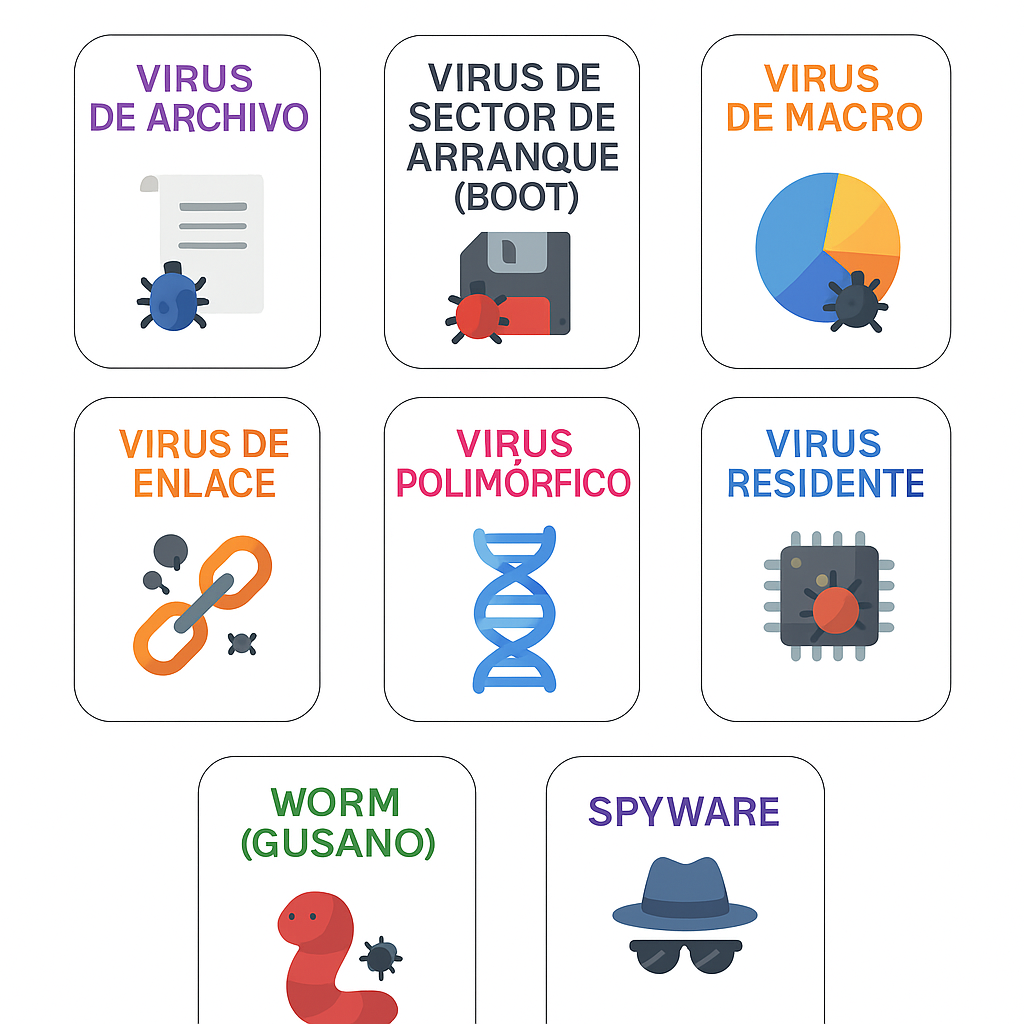 VIRUS
DE ARCHIVO
VIRUS DE
SECTOR DE
ARRANQUE
(BOOT)
VIRUS
DE MACRO
VIRUS DE
ENLACE
VIRUS
POLIMÓRFICO
VIRUS
RESIDENTE
WORM
(GUSANO)
SPYWARE